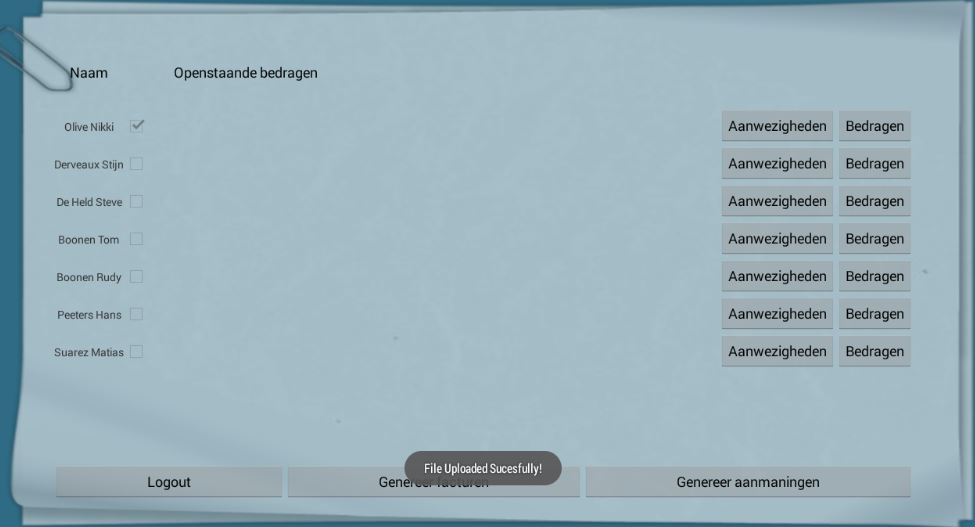 Naam Openstaande bedragen
Olive Nikki Aanwezigheden Bedragen
Derveaux Stijn Aanwezigheden Bedragen
De Held Steve Aanwezigheden Bedragen
Boonen Tom Aanwezigheden Bedragen
Boonen Rudy Aanwezigheden Bedragen
Peeters Hans Aanwezigheden Bedragen
Suarez Matias Aanwezigheden Bedragen
File Uploaded Sucesfully!
Logout Genereer facturen Genereer aanmaningen